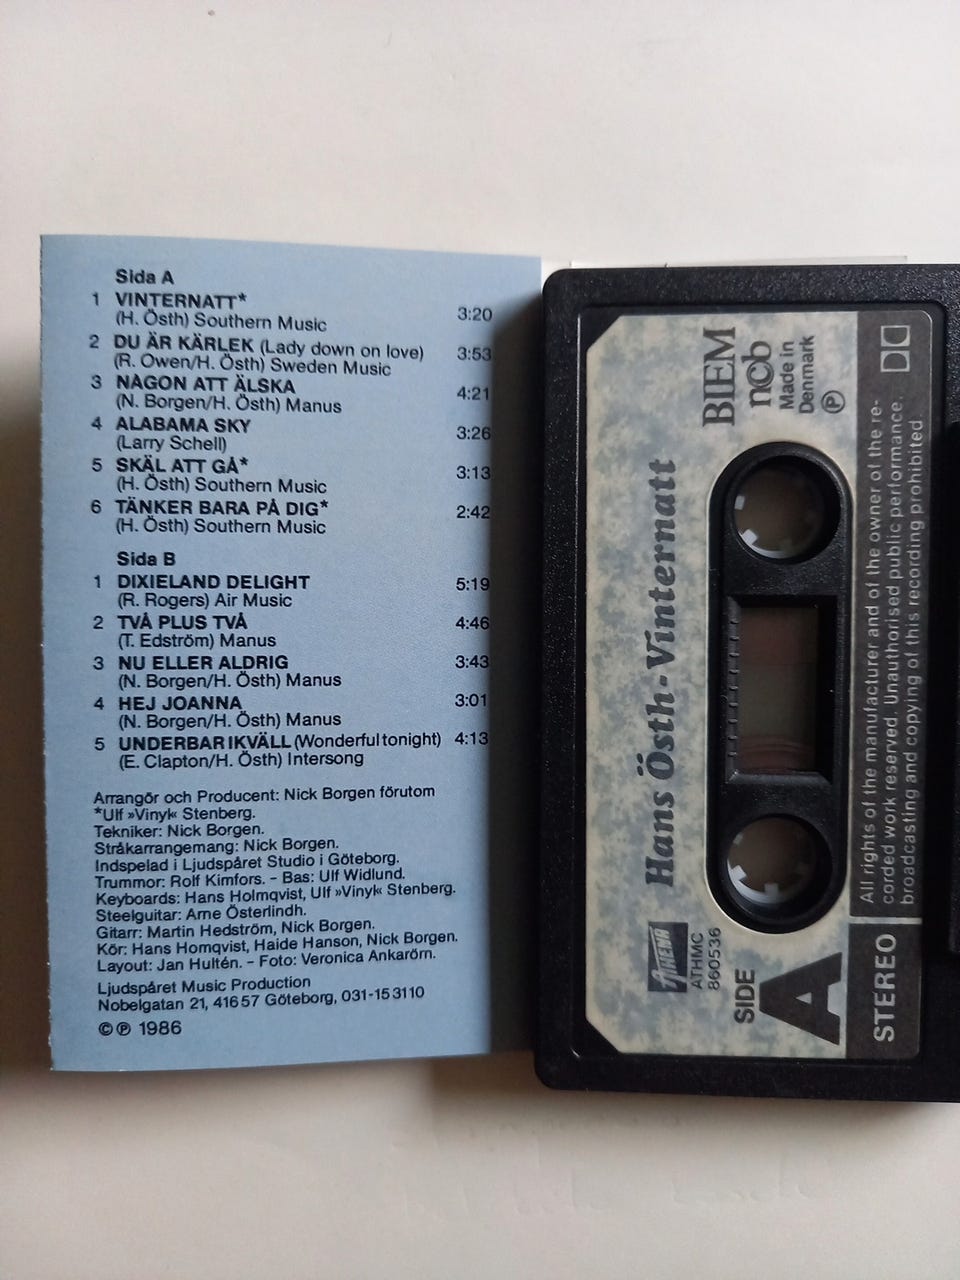 Sida A
1 VINTERNATT* 3:20
(H. Östh) Southern Music
2 DU ÄR KÄRLEK (Lady down on love) 3:53
(R. Owen/H. Östh) Sweden Music
3 NÅGON ATT ÄLSKA 4:21
(N. Borgen/H. Östh) Manus
4 ALABAMA SKY 3:26
(Larry Schell)
5 SKÄL ATT GÅ* 3:13
(H. Östh) Southern Music
6 TÄNKER BARA PÅ DIG* 2:42
(H. Östh) Southern Music
Sida B
1 DIXIELAND DELIGHT 5:19
(R. Rogers) Air Music
2 TVÅ PLUS TVÅ 4:46
(T. Edström) Manus
3 NU ELLER ALDRIG 3:43
(N. Borgen/H. Östh) Manus
4 HEJ JOANNA 3:01
(N. Borgen/H. Östh) Manus
5 UNDERBAR IKVÄLL (Wonderful tonight) 4:13
(E. Clapton/H. Östh) Intersong
Arrangör och Producent: Nick Borgen förutom
*Ulf »Vinyl« Stenberg.
Tekniker: Nick Borgen.
Stråkarrangemang: Nick Borgen.
Indspelad i Ljudspåret Studio i Göteborg.
Trummor: Rolf Kimfors. – Bas: Ulf Widlund.
Keyboards: Hans Holmqvist, Ulf »Vinyl« Stenberg.
Steelguitar: Arne Österlindh.
Gitarr: Martin Hedström, Nick Borgen.
Kör: Hans Homqvist, Haide Hanson, Nick Borgen.
Layout: Jan Hultén. – Foto: Veronica Ankarörn.
Ljudspåret Music Production
Nobelgatan 21, 416 57 Göteborg, 031-15 3110
© ℗ 1986
BIEM
ncb
Made in
Denmark
℗
Hans Östh - Vinternatt
ATHENA
ATHMC
860536
SIDE
A
STEREO
All rights of the manufacturer and of the owner of the re-
corded work reserved. Unauthorised public performance,
broadcasting and copying of this recording prohibited